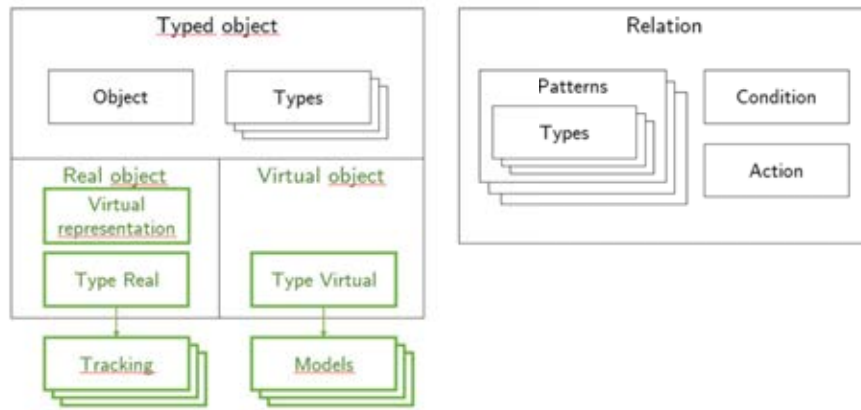 Typed object
Object
Types
Real object
Virtual object
Virtual
representation
Type Real
Type Virtual
Tracking
Models
Relation
Patterns
Types
Condition
Action